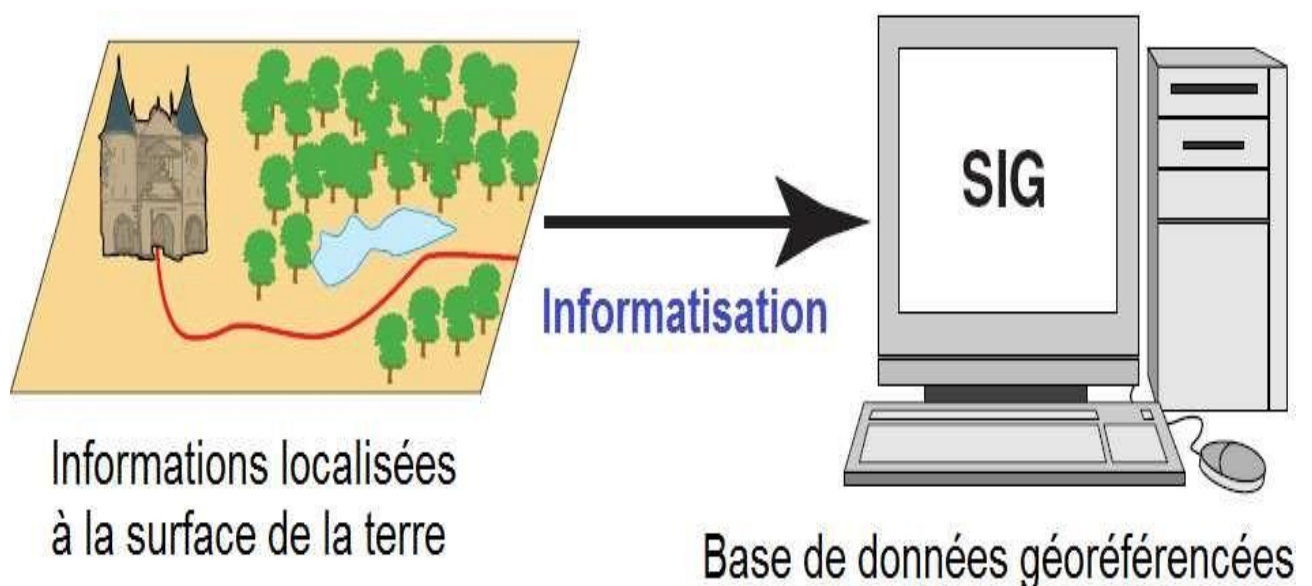 SIG
Informatisation
Informations localisées
à la surface de la terre
Base de données géoréférencées